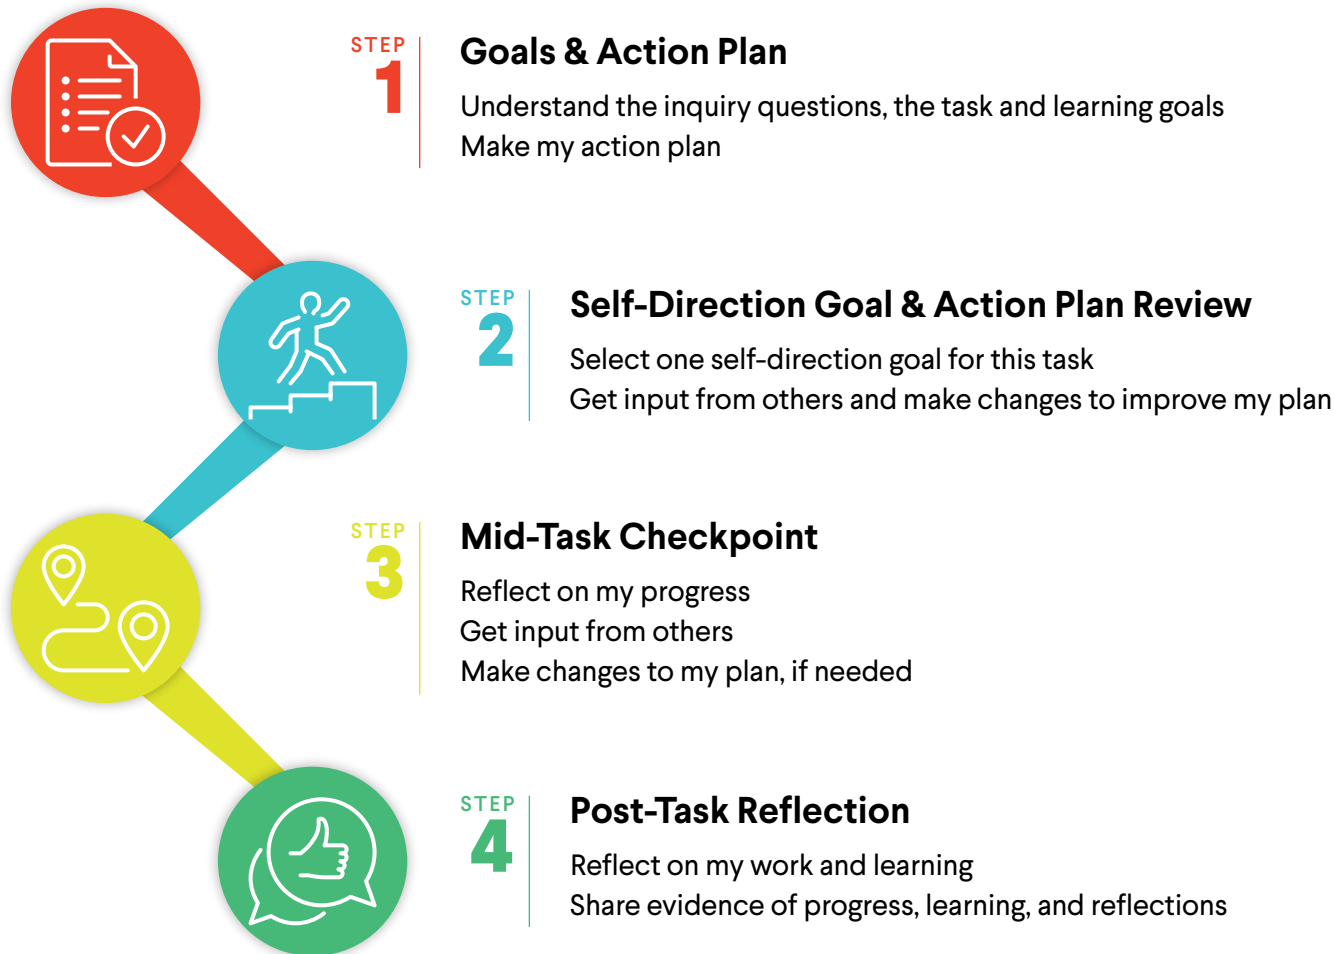 STEP
1
Goals & Action Plan
Understand the inquiry questions, the task and learning goals
Make my action plan
STEP
2
Self-Direction Goal & Action Plan Review
Select one self-direction goal for this task
Get input from others and make changes to improve my plan
STEP
3
Mid-Task Checkpoint
Reflect on my progress
Get input from others
Make changes to my plan, if needed
STEP
4
Post-Task Reflection
Reflect on my work and learning
Share evidence of progress, learning, and reflections